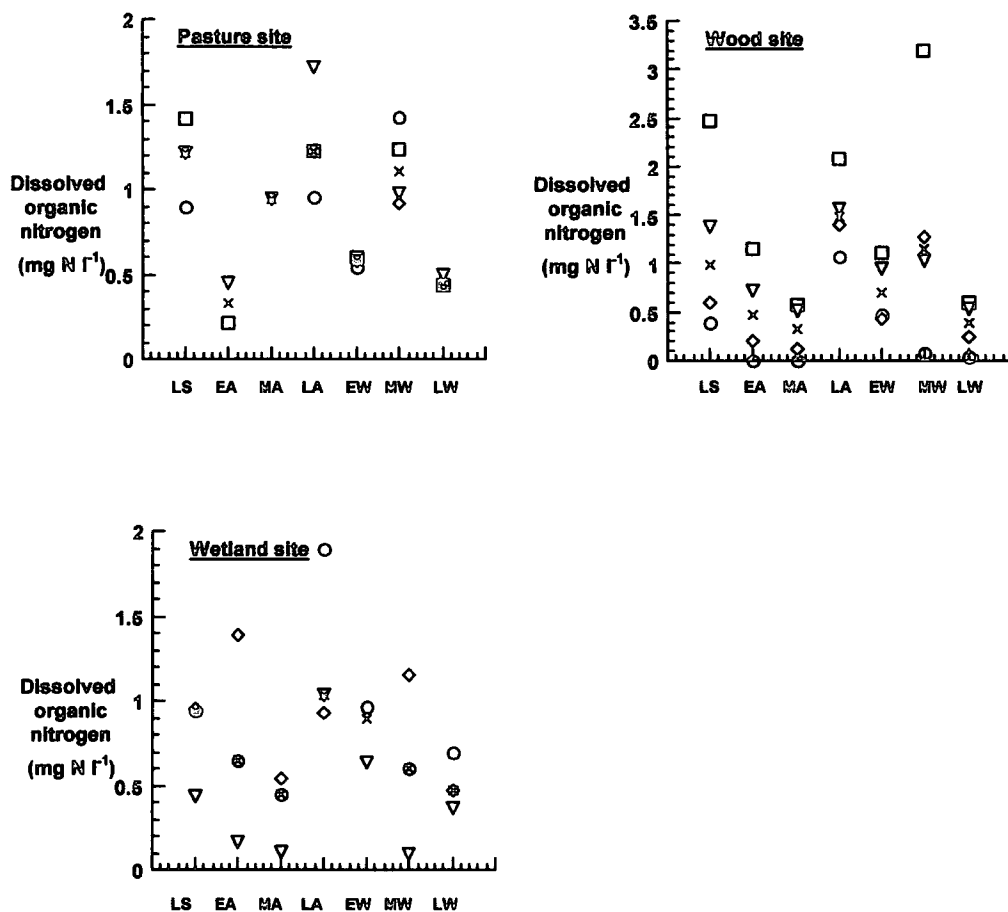 Pasture site
2
1.5
1
0.5
0
Dissolved
organic
nitrogen
(mg N l⁻¹)
LS EA MA LA EW MW LW
Wood site
3.5
3
2.5
2
1.5
1
0.5
0
Dissolved
organic
nitrogen
(mg N l⁻¹)
LS EA MA LA EW MW LW
Wetland site
2
1.5
1
0.5
0
Dissolved
organic
nitrogen
(mg N l⁻¹)
LS EA MA LA EW MW LW